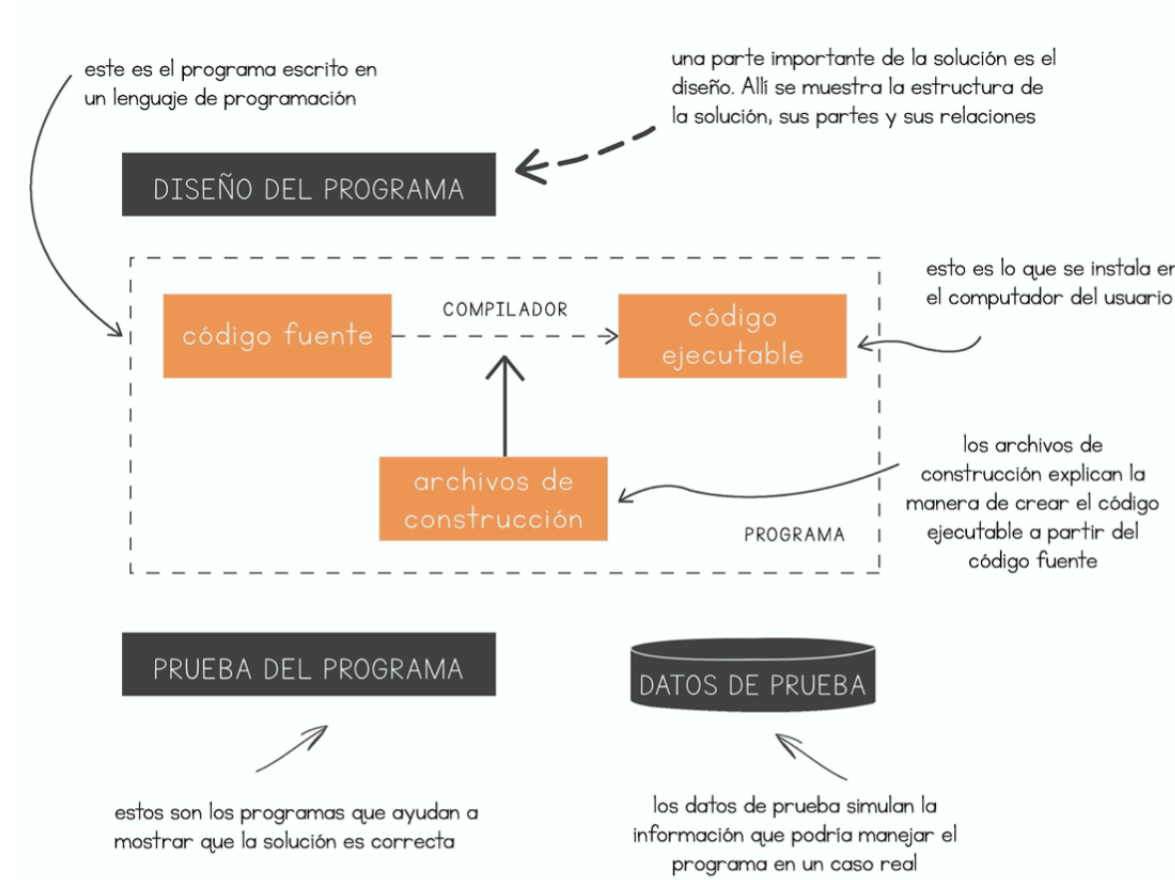 este es el programa escrito en
un lenguaje de programación
una parte importante de la solución es el
diseño. Allí se muestra la estructura de
la solución, sus partes y sus relaciones
DISEÑO DEL PROGRAMA
esto es lo que se instala en
el computador del usuario
código fuente
COMPILADOR
código
ejecutable
archivos de
construcción
PROGRAMA
los archivos de
construcción explican la
manera de crear el código
ejecutable a partir del
código fuente
PRUEBA DEL PROGRAMA
DATOS DE PRUEBA
estos son los programas que ayudan a
mostrar que la solución es correcta
los datos de prueba simulan la
información que podría manejar el
programa en un caso real